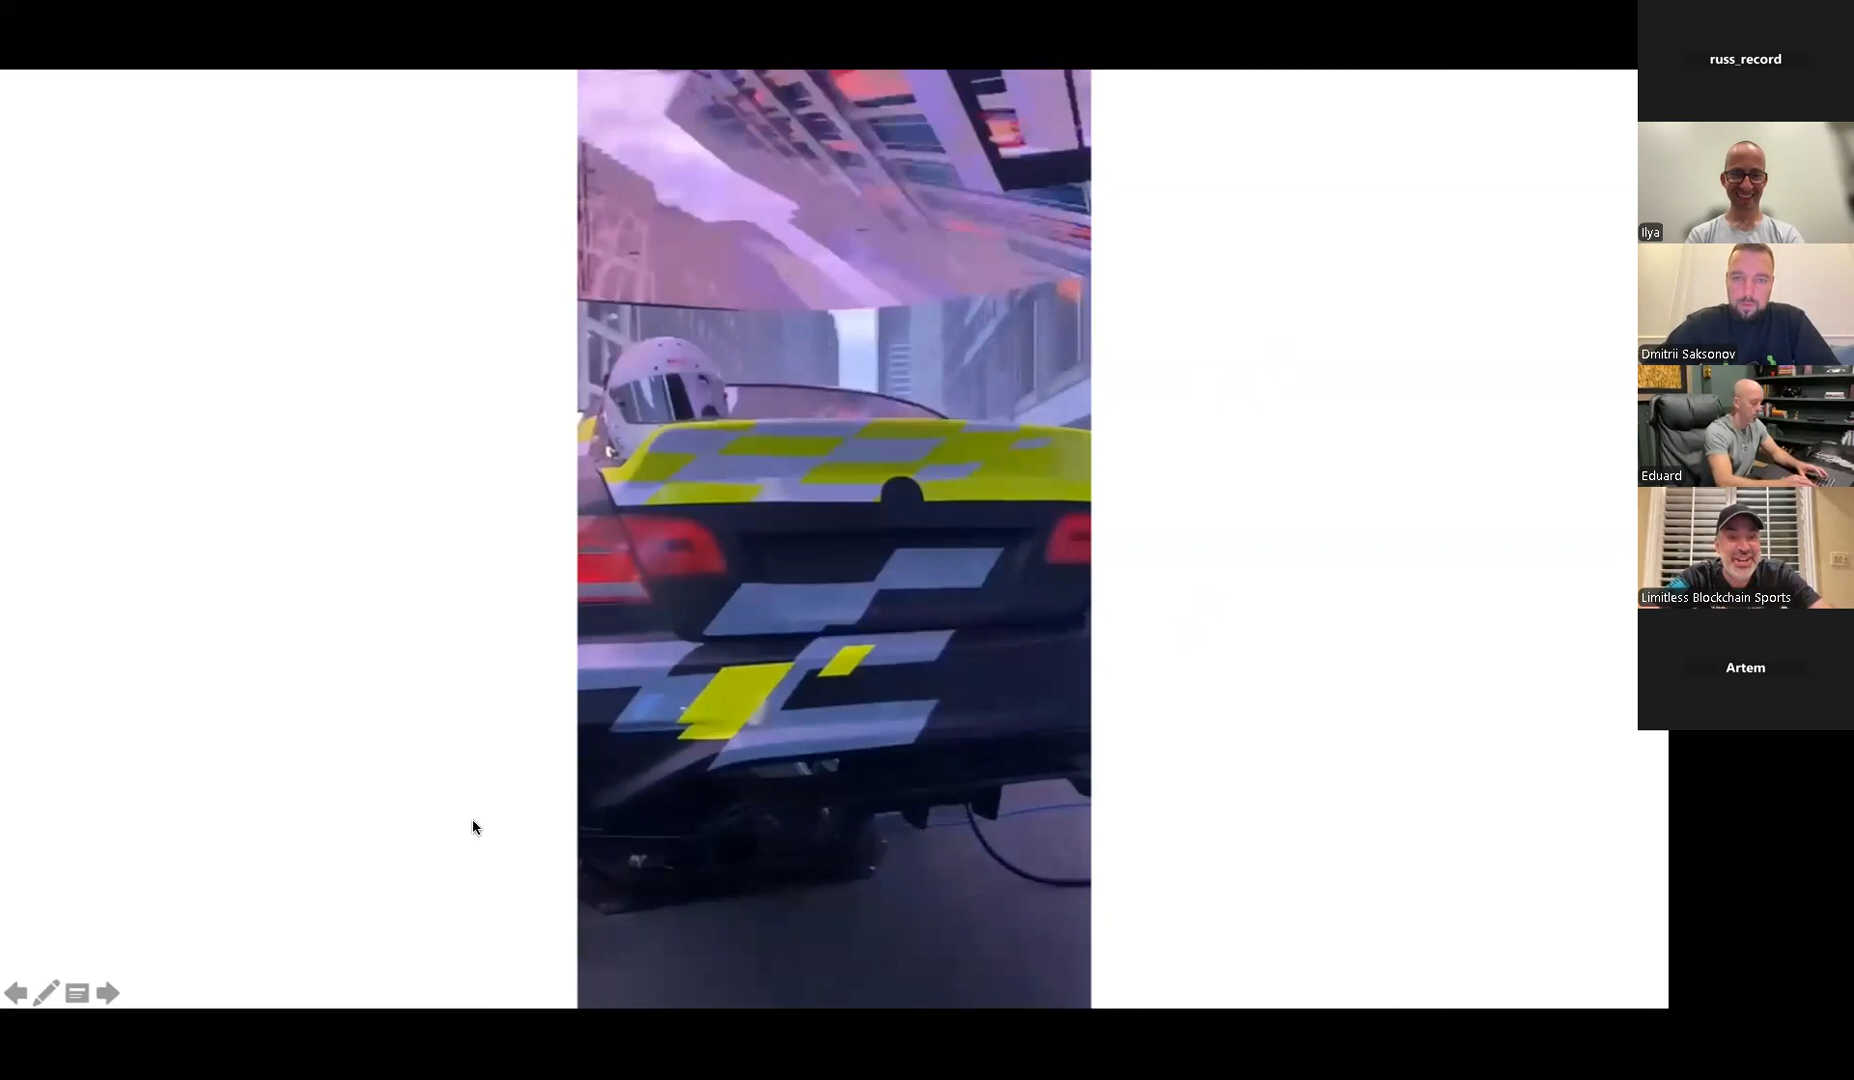 russ_record
Ilya
Dmitrii Saksonov
Eduard
Limitless Blockchain Sports
Artem